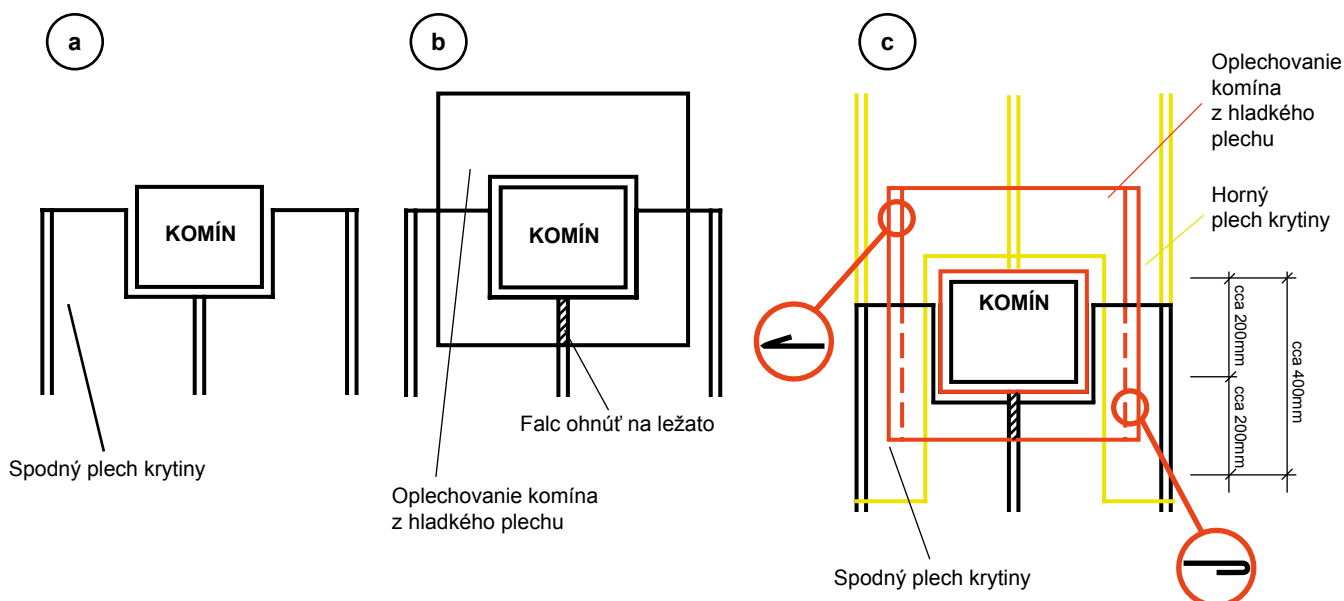 a
KOMÍN
Spodný plech krytiny
b
KOMÍN
Falc ohnúť na ležato
Oplechovanie komína
z hladkého plechu
c
Oplechovanie
komína
z hladkého
plechu
Horný
plech krytiny
KOMÍN
cca 200mm
cca 200mm
cca 400mm
Spodný plech krytiny